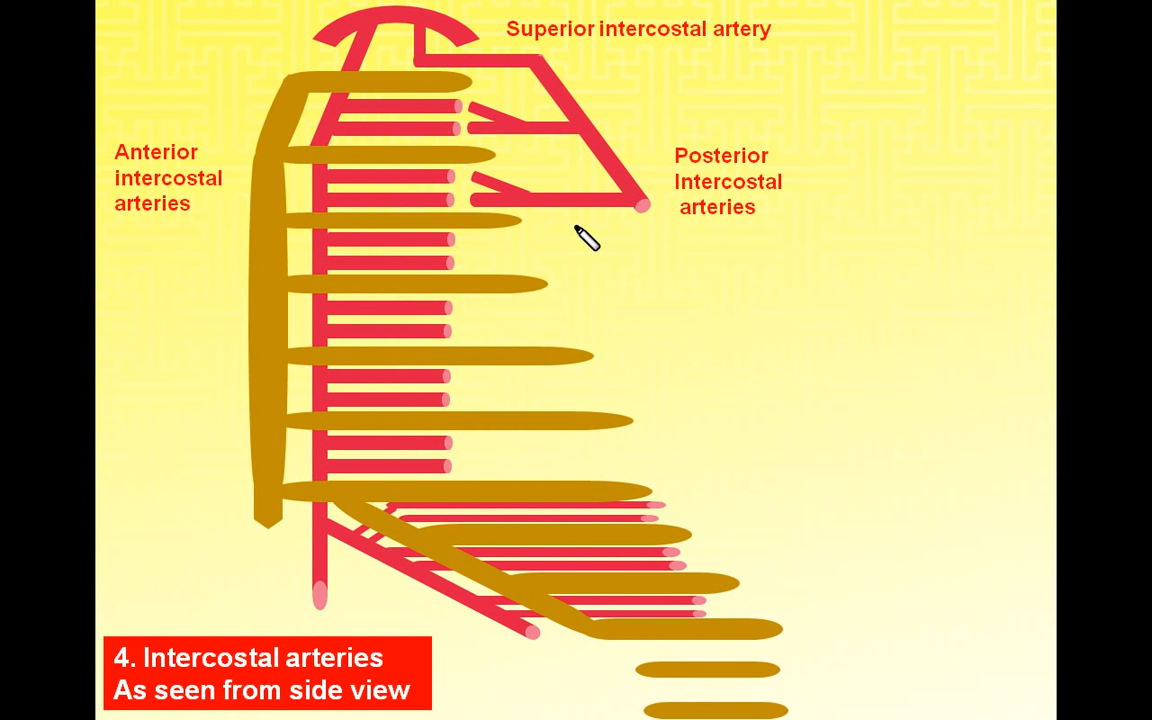 Superior intercostal artery
Anterior
intercostal
arteries
Posterior
Intercostal
arteries
4. Intercostal arteries
As seen from side view